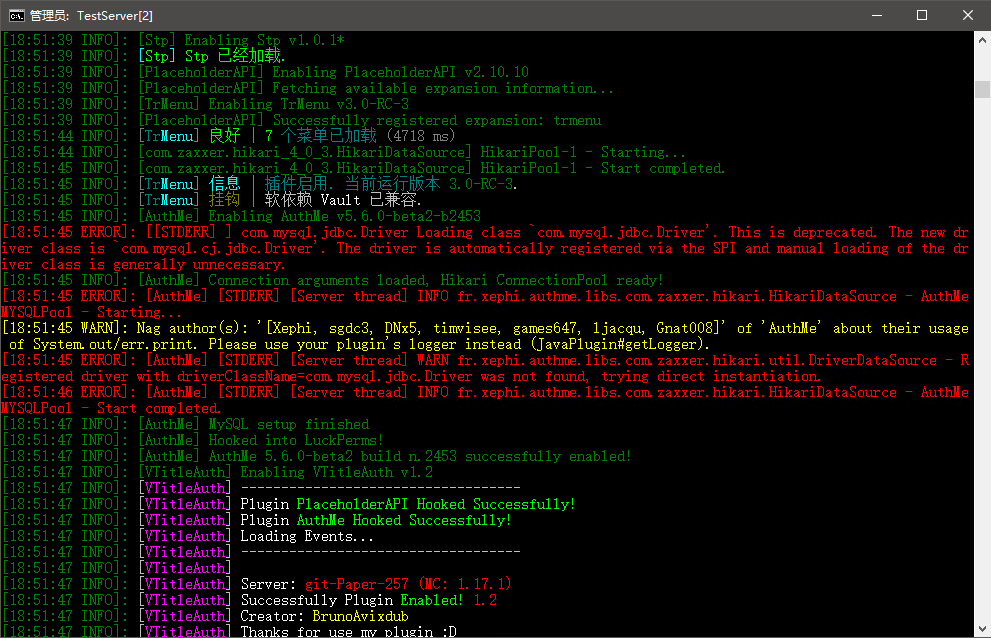 管理员: TestServer[2]
[18:51:39 INFO]: [Stp] Enabling Stp v1.0.1*
[18:51:39 INFO]: [Stp] Stp 已经加载.
[18:51:39 INFO]: [PlaceholderAPI] Enabling PlaceholderAPI v2.10.10
[18:51:39 INFO]: [PlaceholderAPI] Fetching available expansion information...
[18:51:39 INFO]: [TrMenu] Enabling TrMenu v3.0-RC-3
[18:51:39 INFO]: [PlaceholderAPI] Successfully registered expansion: trmenu
[18:51:44 INFO]: [TrMenu] 良好 | 7 个菜单已加载 (4718 ms)
[18:51:44 INFO]: [com.zaxxer.hikari_4_0_3.HikariDataSource] HikariPool-1 - Starting...
[18:51:45 INFO]: [com.zaxxer.hikari_4_0_3.HikariDataSource] HikariPool-1 - Start completed.
[18:51:45 INFO]: [TrMenu] 信息 | 插件启用. 当前运行版本 3.0-RC-3.
[18:51:45 INFO]: [TrMenu] 挂钩 | 软依赖 Vault 已兼容.
[18:51:45 INFO]: [AuthMe] Enabling AuthMe v5.6.0-beta2-b2453
[18:51:45 ERROR]: [[STDERR] ] com.mysql.jdbc.Driver Loading class `com.mysql.jdbc.Driver'. This is deprecated. The new dr
iver class is `com.mysql.cj.jdbc.Driver'. The driver is automatically registered via the SPI and manual loading of the dr
iver class is generally unnecessary.
[18:51:45 INFO]: [AuthMe] Connection arguments loaded, Hikari ConnectionPool ready!
[18:51:45 ERROR]: [AuthMe] [STDERR] [Server thread] INFO fr.xephi.authme.libs.com.zaxxer.hikari.HikariDataSource - AuthMe
MYSQLPool - Starting...
[18:51:45 WARN]: Nag author(s): '[Xephi, sgdc3, DNx5, timvisee, games647, ljacqu, Gnat008]' of 'AuthMe' about their usage
of System.out/err.print. Please use your plugin's logger instead (JavaPlugin#getLogger).
[18:51:45 ERROR]: [AuthMe] [STDERR] [Server thread] WARN fr.xephi.authme.libs.com.zaxxer.hikari.util.DriverDataSource - R
egistered driver with driverClassName=com.mysql.jdbc.Driver was not found, trying direct instantiation.
[18:51:46 ERROR]: [AuthMe] [STDERR] [Server thread] INFO fr.xephi.authme.libs.com.zaxxer.hikari.HikariDataSource - AuthMe
MYSQLPool - Start completed.
[18:51:47 INFO]: [AuthMe] MySQL setup finished
[18:51:47 INFO]: [AuthMe] Hooked into LuckPerms!
[18:51:47 INFO]: [AuthMe] AuthMe 5.6.0-beta2 build n.2453 successfully enabled!
[18:51:47 INFO]: [VTitleAuth] Enabling VTitleAuth v1.2
[18:51:47 INFO]: [VTitleAuth] -----------------------------------
[18:51:47 INFO]: [VTitleAuth] Plugin PlaceholderAPI Hooked Successfully!
[18:51:47 INFO]: [VTitleAuth] Plugin AuthMe Hooked Successfully!
[18:51:47 INFO]: [VTitleAuth] Loading Events...
[18:51:47 INFO]: [VTitleAuth] -----------------------------------
[18:51:47 INFO]: [VTitleAuth]
[18:51:47 INFO]: [VTitleAuth] Server: git-Paper-257 (MC: 1.17.1)
[18:51:47 INFO]: [VTitleAuth] Successfully Plugin Enabled! 1.2
[18:51:47 INFO]: [VTitleAuth] Creator: BrunoAvixdub
[18:51:47 INFO]: [VTitleAuth] Thanks for use my plugin :D